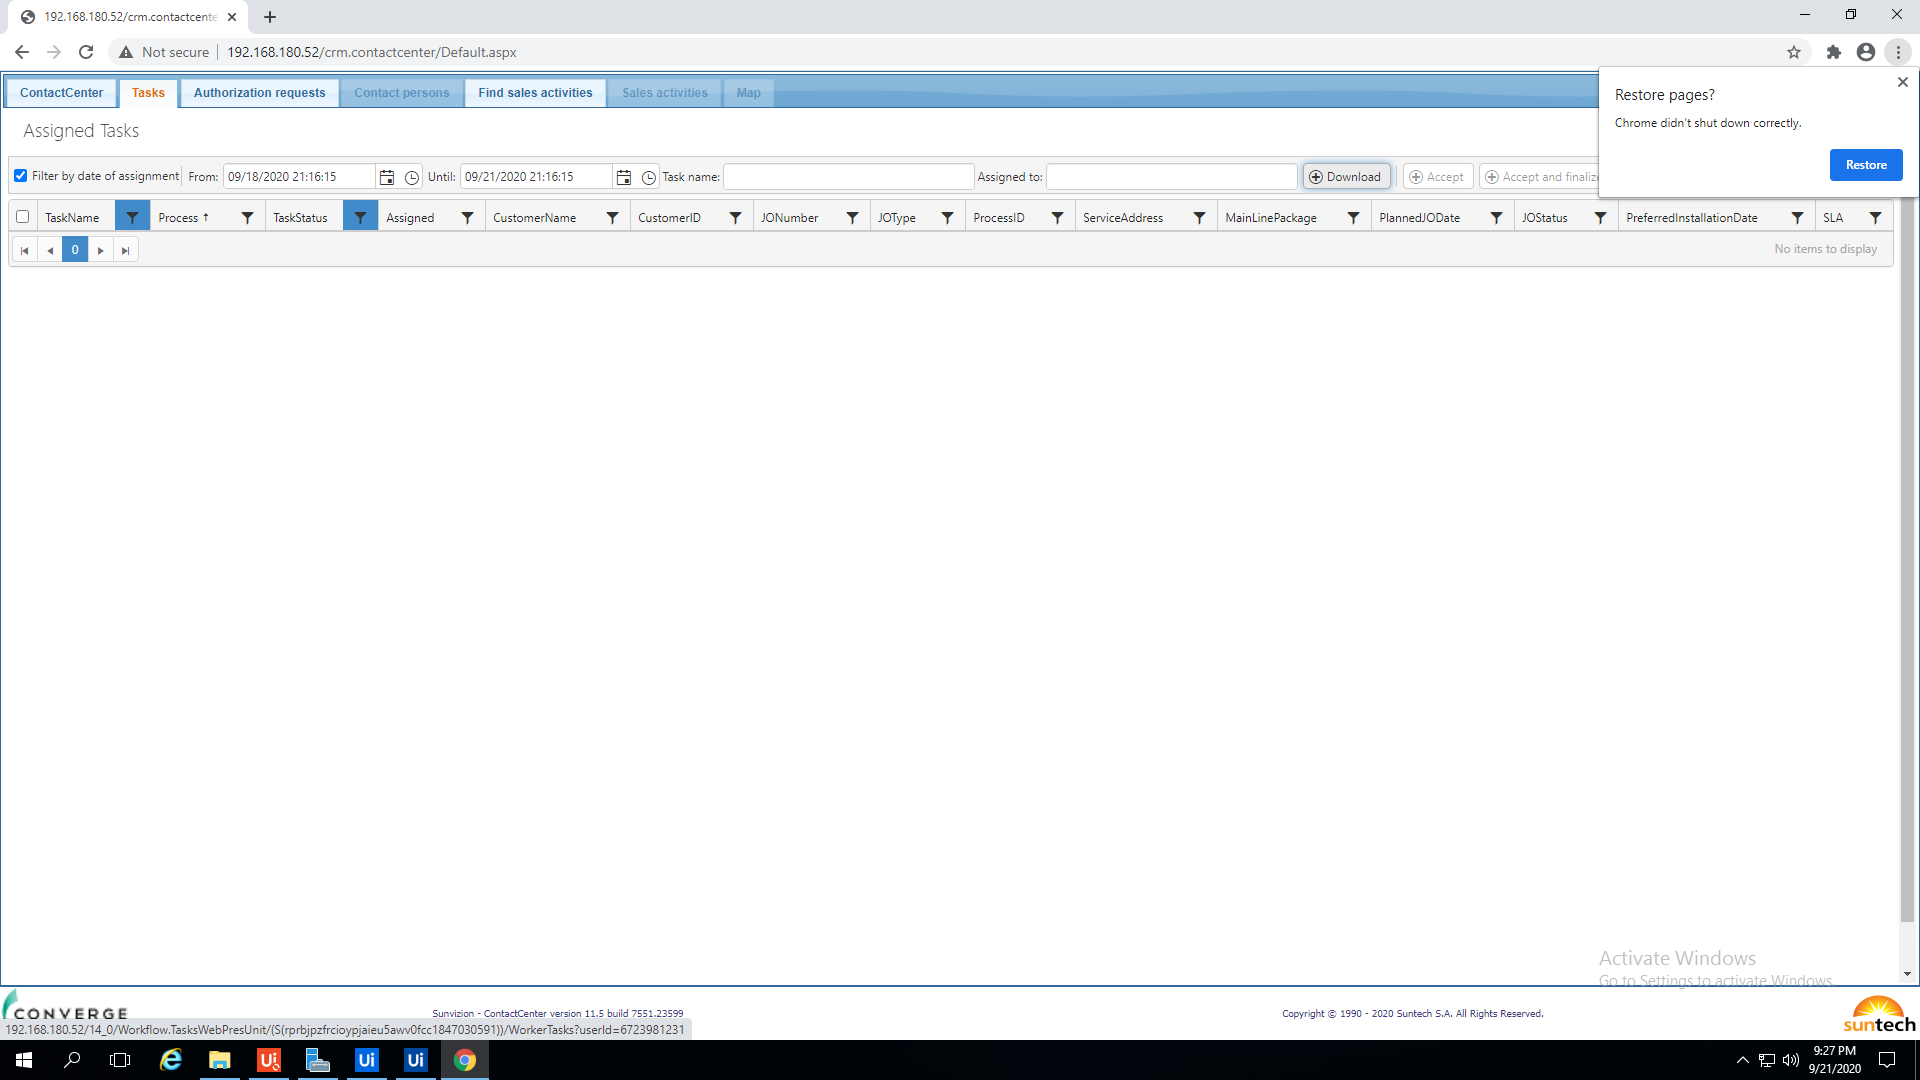 192.168.180.52/crm.contactcente
Not secure
192.168.180.52/crm.contactcenter/Default.aspx
ContactCenter
Tasks
Authorization requests
Contact persons
Find sales activities
Sales activities
Map
Restore pages?
Chrome didn't shut down correctly.
Restore
Assigned Tasks
Filter by date of assignment
From:
09/18/2020 21:16:15
Until:
09/21/2020 21:16:15
Task name:
Assigned to:
Download
Accept
Accept and finalize
TaskName
Process
TaskStatus
Assigned
CustomerName
CustomerID
JONumber
JOType
ProcessID
ServiceAddress
MainLinePackage
PlannedJODate
JOStatus
PreferredInstallationDate
SLA
0
No items to display
Activate Windows
Go to Settings to activate Windows.
CONVERGE
Sunvizion - ContactCenter version 11.5 build 7551.23599
Copyright © 1990 - 2020 Suntech S.A. All Rights Reserved.
suntech
192.168.180.52/14_0/Workflow.TasksWebPresUnit/(S(rprbjpzfrcioypjaieu5awv0fcc1847030591))/WorkerTasks?userId=6723981231
Ui
Ui
Ui
9:27 PM
9/21/2020